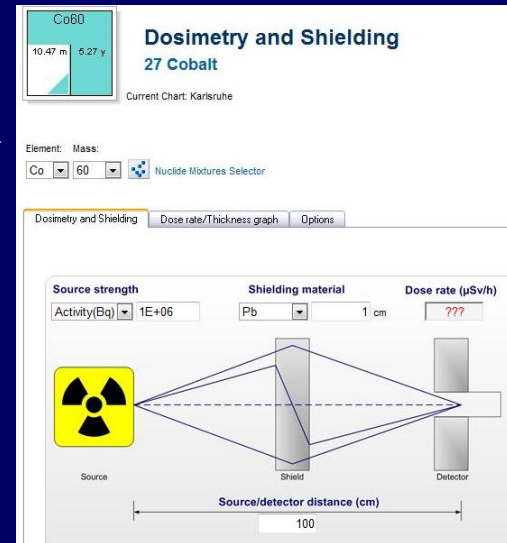 Co60
10.47 m 5.27 y
Dosimetry and Shielding
27 Cobalt
Current Chart: Karlsruhe
Element: Mass:
Co 60 Nuclide Mixtures Selector
Dosimetry and Shielding Dose rate/Thickness graph Options
Source strength Shielding material Dose rate (µSv/h)
Activity(Bq) 1E+06 Pb 1 cm ???
Source Shield Detector
Source/detector distance (cm)
100